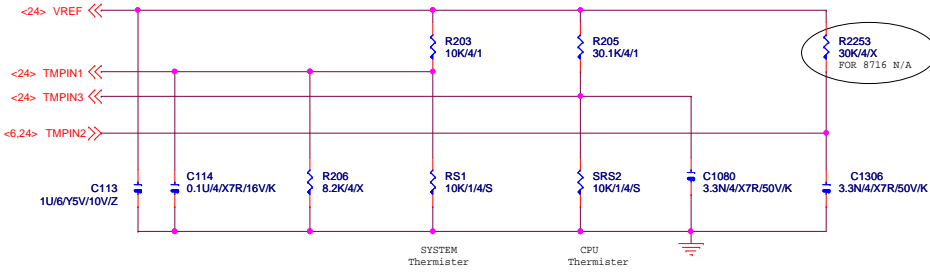 <24> VREF
R203
10K/4/1
R205
30.1K/4/1
R2253
30K/4/X
FOR 8716 N/A
<24> TMPIN1
<24> TMPIN3
<6,24> TMPIN2
C113
1U/6/Y5V/10V/Z
C114
0.1U/4/X7R/16V/K
R206
8.2K/4/X
RS1
10K/1/4/S
SRS2
10K/1/4/S
C1080
3.3N/4/X7R/50V/K
C1306
3.3N/4/X7R/50V/K
SYSTEM
Thermister
CPU
Thermister